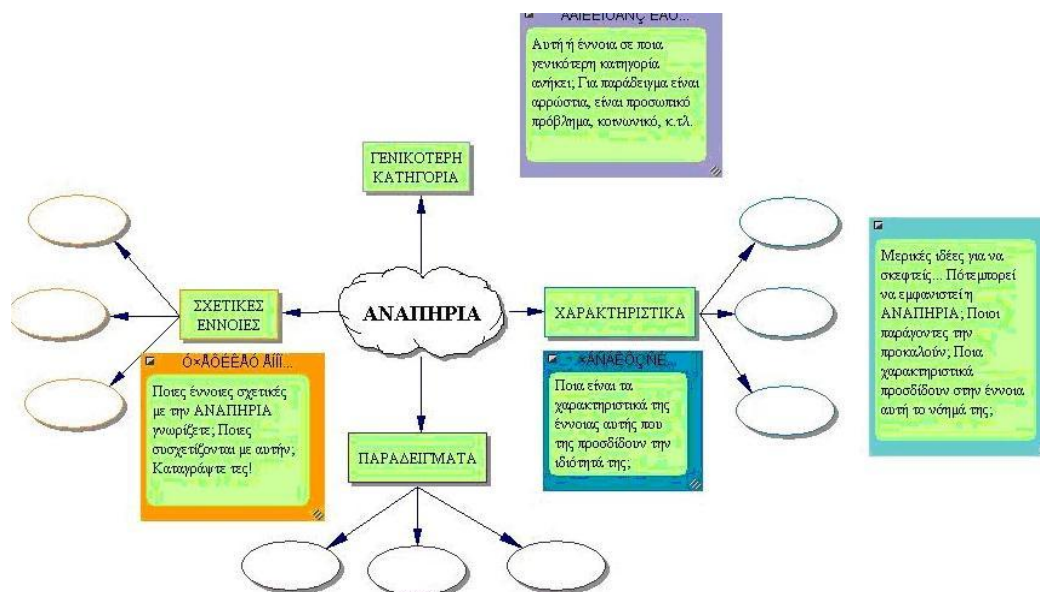 Αυτή ή έννοια σε ποια
γενικότερη κατηγορία
ανήκει; Για παράδειγμα είναι
αρρώστια, είναι προσωπικό
πρόβλημα, κοινωνικό, κ.τλ.
ΓΕΝΙΚΟΤΕΡΗ
ΚΑΤΗΓΟΡΙΑ
ΣΧΕΤΙΚΕΣ
ΕΝΝΟΙΕΣ
ΑΝΑΠΗΡΙΑ
ΧΑΡΑΚΤΗΡΙΣΤΙΚΑ
Μερικές ιδέες για να
σκεφτείς... Πότεμπορεί
να εμφανιστεί η
ΑΝΑΠΗΡΙΑ; Ποιοι
παράγοντες την
προκαλούν; Ποια
χαρακτηριστικά
προσδίδουν στην έννοια
αυτή το νόημά της;
Ó×ÅÔÉÊÅÓ ÅÍÍÏ...
Ποιες έννοιες σχετικές
με την ΑΝΑΠΗΡΙΑ
γνωρίζετε; Ποιες
συσχετίζονται με αυτήν;
Καταγράψτε τες!
Ποια είναι τα
χαρακτηριστικά της
έννοιας αυτής που
της προσδίδουν την
ιδιότητά της;
ΠΑΡΑΔΕΙΓΜΑΤΑ